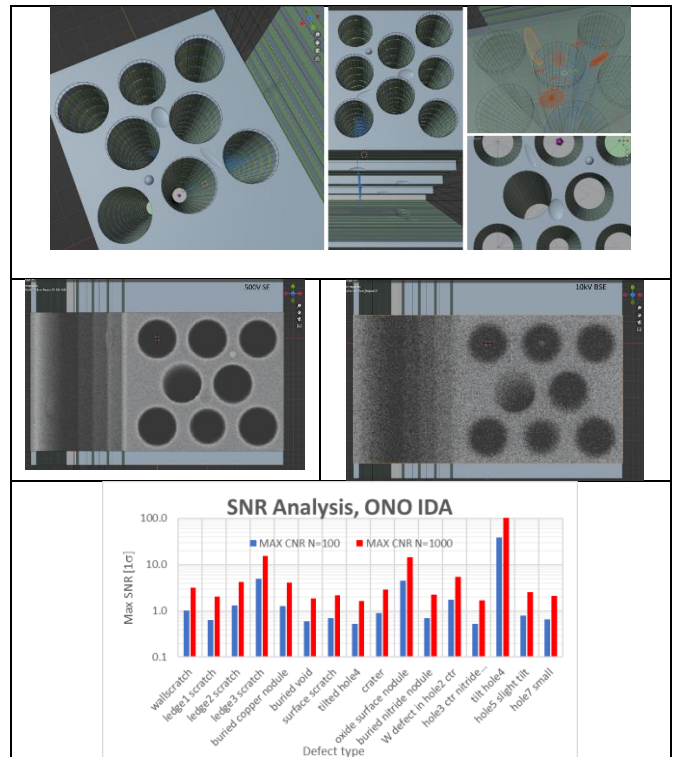 500V SE
10kV BSE
SNR Analysis, ONO IDA
MAX CNR N=100
MAX CNR N=1000
Max SNR [1σ]
100.0
10.0
1.0
0.1
wallscratch
ledge1 scratch
ledge2 scratch
ledge3 scratch
buried copper nodule
buried void
surface scratch
tilted hole4
crater
oxide surface nodule
buried nitride nodule
W defect in hole2 ctr
hole3 ctr nitride...
tilt hole4
hole5 slight tilt
hole7 small
Defect type